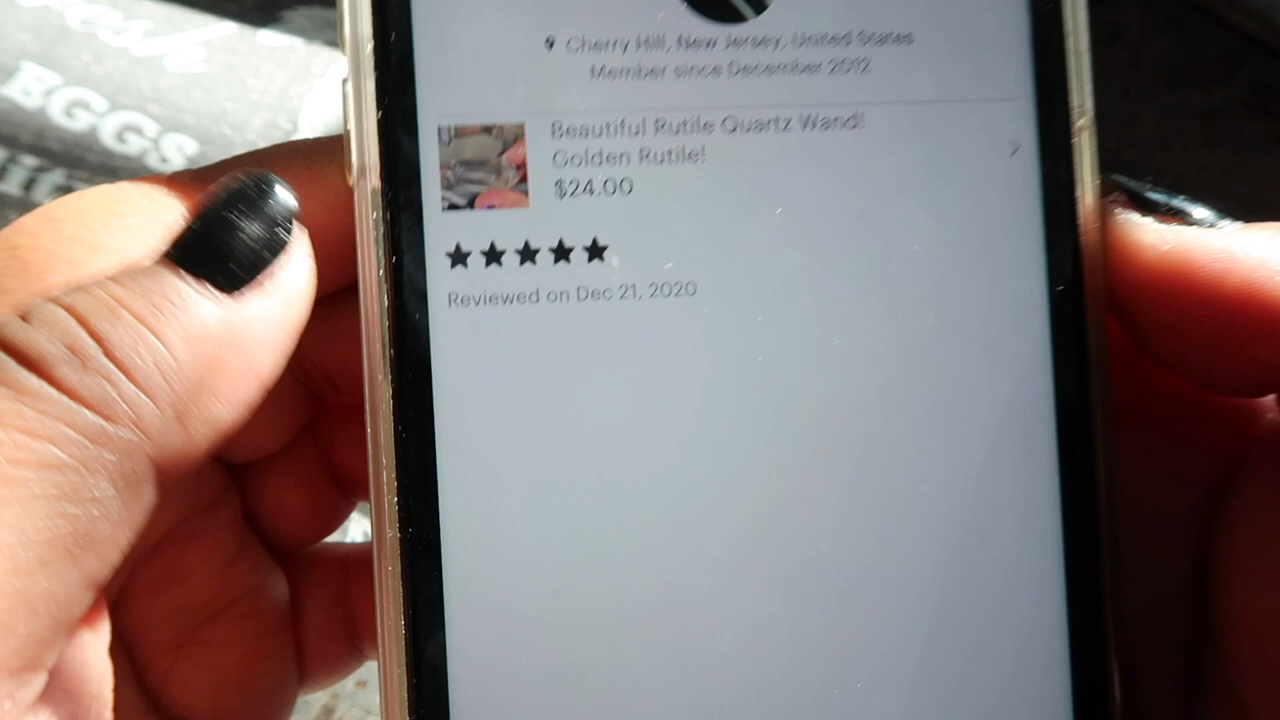 Cherry Hill, New Jersey, United States
Member since December 2012
Beautiful Rutile Quartz Wand!
Golden Rutile!
$24.00
Reviewed on Dec 21, 2020
EGGS